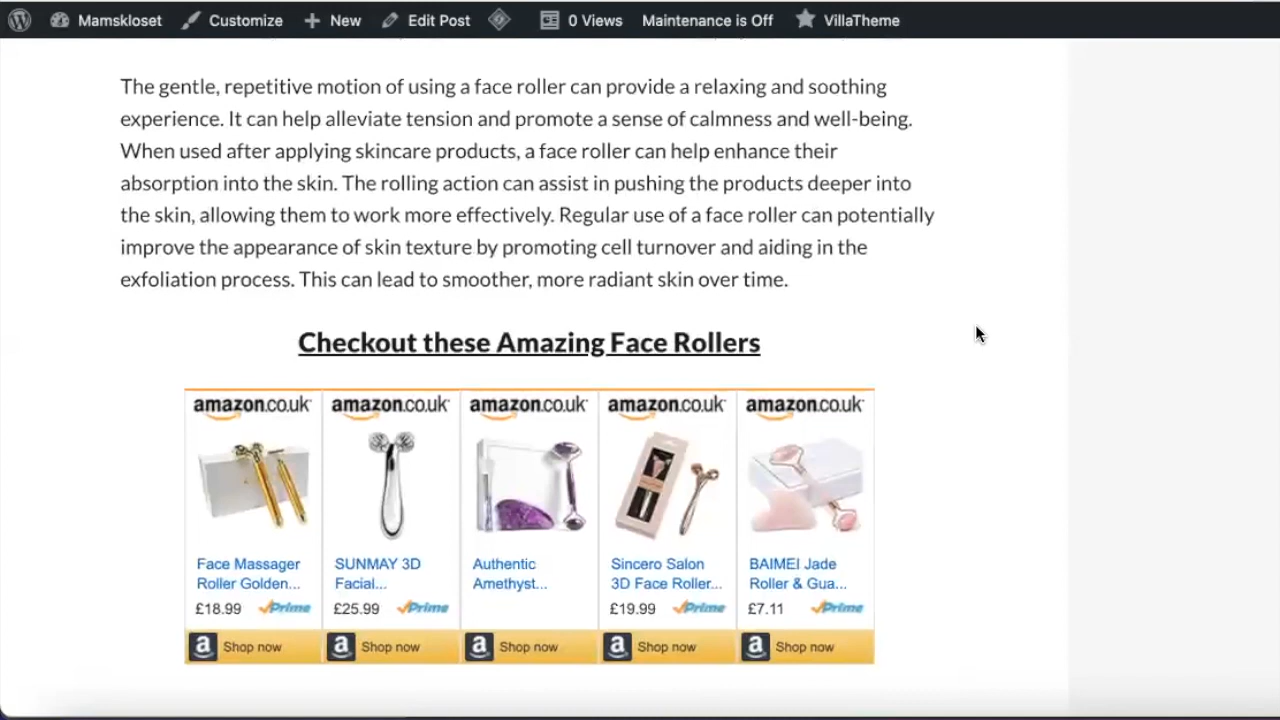 Mamskloset Customize New Edit Post 0 Views Maintenance is Off VillaTheme
The gentle, repetitive motion of using a face roller can provide a relaxing and soothing
experience. It can help alleviate tension and promote a sense of calmness and well-being.
When used after applying skincare products, a face roller can help enhance their
absorption into the skin. The rolling action can assist in pushing the products deeper into
the skin, allowing them to work more effectively. Regular use of a face roller can potentially
improve the appearance of skin texture by promoting cell turnover and aiding in the
exfoliation process. This can lead to smoother, more radiant skin over time.
Checkout these Amazing Face Rollers
amazon.co.uk amazon.co.uk amazon.co.uk amazon.co.uk amazon.co.uk
Face Massager SUNMAY 3D Authentic Sincero Salon BAIMEI Jade
Roller Golden... Facial... Amethyst... 3D Face Roller... Roller & Gua...
£18.99 Prime £25.99 Prime £19.99 Prime £7.11 Prime
Shop now Shop now Shop now Shop now Shop now